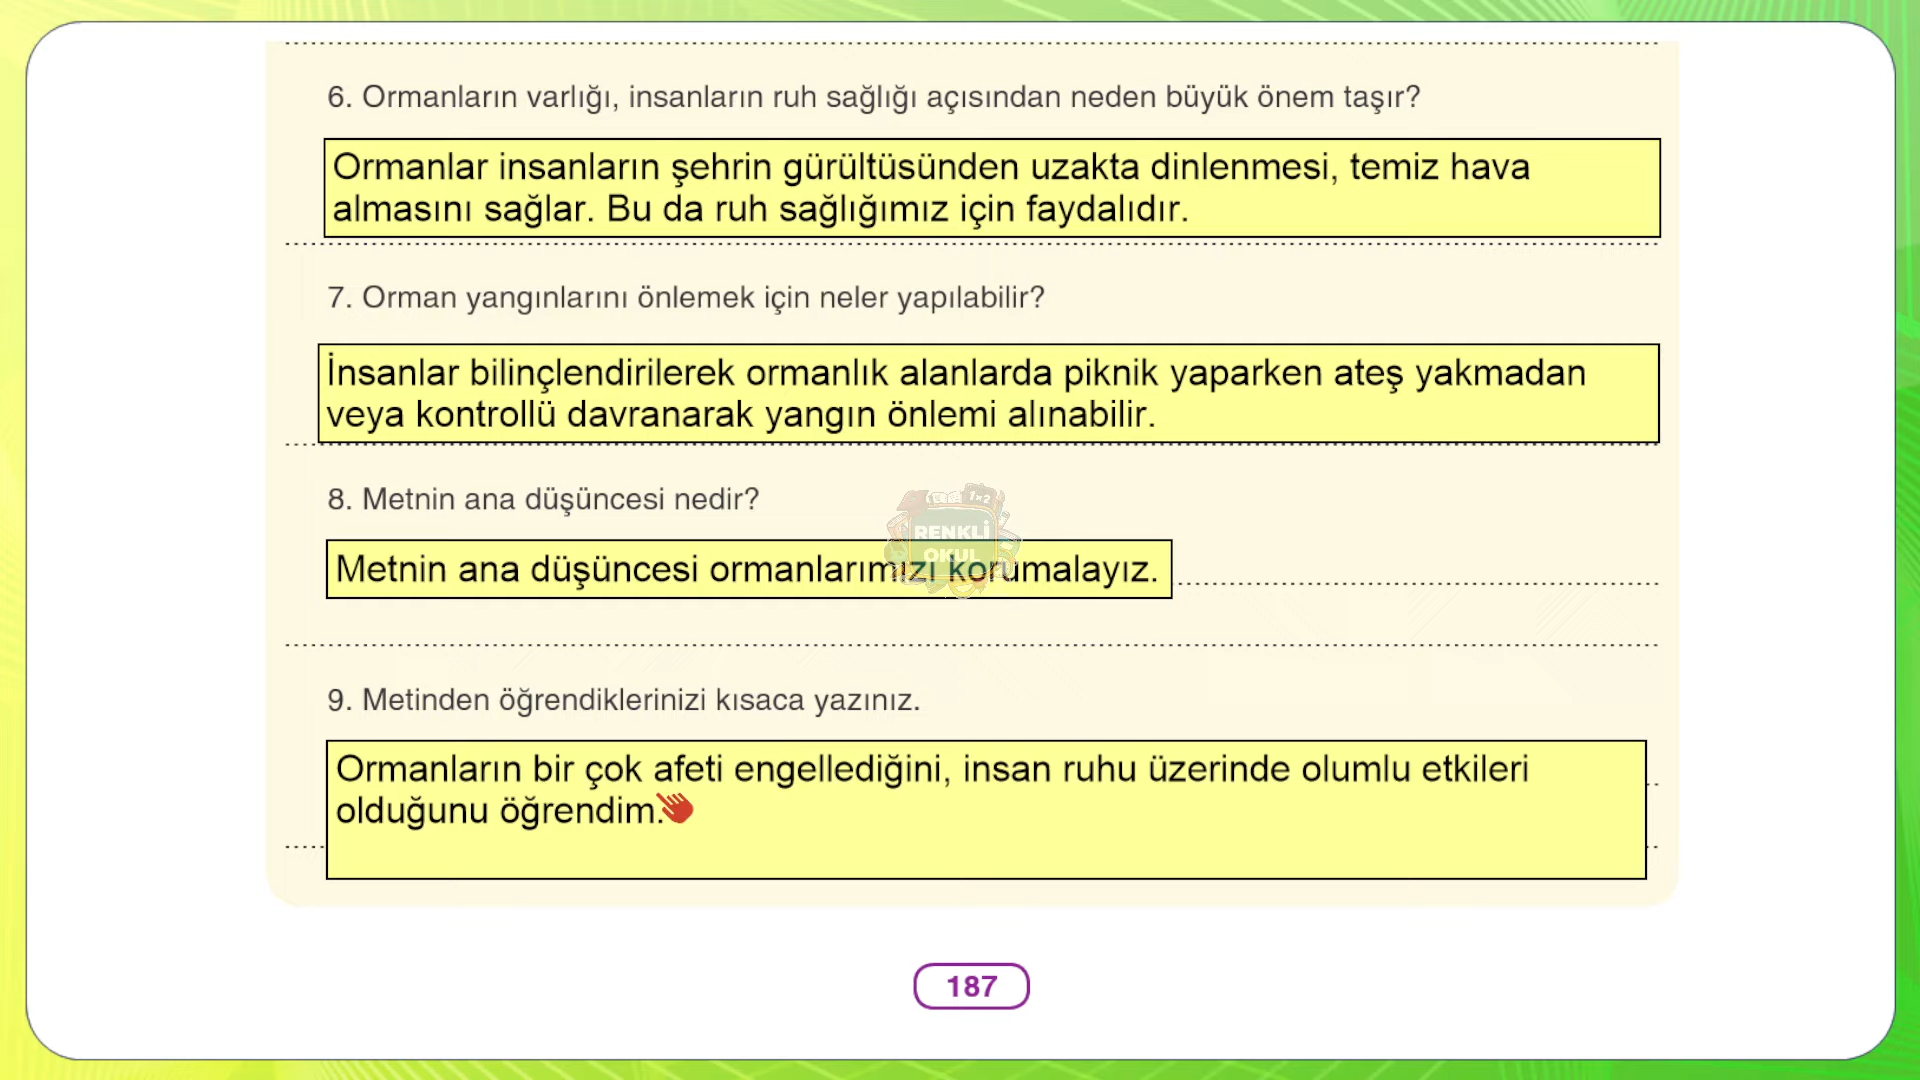 6. Ormanların varlığı, insanların ruh sağlığı açısından neden büyük önem taşır?
Ormanlar insanların şehrin gürültüsünden uzakta dinlenmesi, temiz hava
almasını sağlar. Bu da ruh sağlığımız için faydalıdır.
7. Orman yangınlarını önlemek için neler yapılabilir?
İnsanlar bilinçlendirilerek ormanlık alanlarda piknik yaparken ateş yakmadan
veya kontrollü davranarak yangın önlemi alınabilir.
8. Metnin ana düşüncesi nedir?
1×2
RENKLİ
OKUL
Metnin ana düşüncesi ormanlarımızı korumalayız.
9. Metinden öğrendiklerinizi kısaca yazınız.
Ormanların bir çok afeti engellediğini, insan ruhu üzerinde olumlu etkileri
olduğunu öğrendim.
187